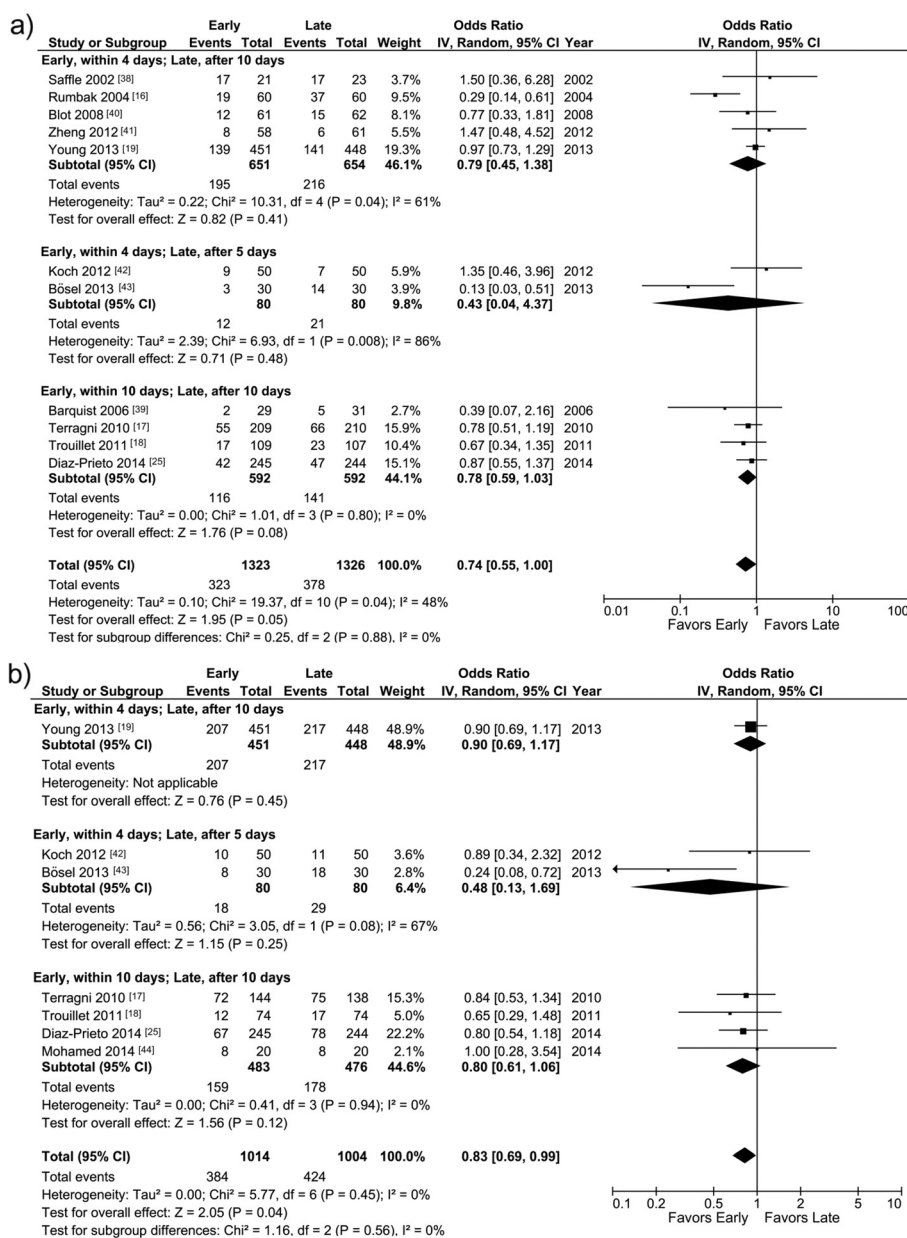 a)
Early Late Odds Ratio Odds Ratio
Study or Subgroup Events Total Events Total Weight IV, Random, 95% CI Year IV, Random, 95% CI
Early, within 4 days; Late, after 10 days
Saffle 2002 [38] 17 21 17 23 3.7% 1.50 [0.36, 6.28] 2002
Rumbak 2004 [16] 19 60 37 60 9.5% 0.29 [0.14, 0.61] 2004
Blot 2008 [40] 12 61 15 62 8.1% 0.77 [0.33, 1.81] 2008
Zheng 2012 [41] 8 58 6 61 5.5% 1.47 [0.48, 4.52] 2012
Young 2013 [19] 139 451 141 448 19.3% 0.97 [0.73, 1.29] 2013
Subtotal (95% CI) 651 654 46.1% 0.79 [0.45, 1.38]
Total events 195 216
Heterogeneity: Tau² = 0.22; Chi² = 10.31, df = 4 (P = 0.04); I² = 61%
Test for overall effect: Z = 0.82 (P = 0.41)
Early, within 4 days; Late, after 5 days
Koch 2012 [42] 9 50 7 50 5.9% 1.35 [0.46, 3.96] 2012
Bösel 2013 [43] 3 30 14 30 3.9% 0.13 [0.03, 0.51] 2013
Subtotal (95% CI) 80 80 9.8% 0.43 [0.04, 4.37]
Total events 12 21
Heterogeneity: Tau² = 2.39; Chi² = 6.93, df = 1 (P = 0.008); I² = 86%
Test for overall effect: Z = 0.71 (P = 0.48)
Early, within 10 days; Late, after 10 days
Barquist 2006 [39] 2 29 5 31 2.7% 0.39 [0.07, 2.16] 2006
Terragni 2010 [17] 55 209 66 210 15.9% 0.78 [0.51, 1.19] 2010
Trouillet 2011 [18] 17 109 23 107 10.4% 0.67 [0.34, 1.35] 2011
Diaz-Prieto 2014 [25] 42 245 47 244 15.1% 0.87 [0.55, 1.37] 2014
Subtotal (95% CI) 592 592 44.1% 0.78 [0.59, 1.03]
Total events 116 141
Heterogeneity: Tau² = 0.00; Chi² = 1.01, df = 3 (P = 0.80); I² = 0%
Test for overall effect: Z = 1.76 (P = 0.08)
Total (95% CI) 1323 1326 100.0% 0.74 [0.55, 1.00]
Total events 323 378
Heterogeneity: Tau² = 0.10; Chi² = 19.37, df = 10 (P = 0.04); I² = 48%
Test for overall effect: Z = 1.95 (P = 0.05)
Test for subgroup differences: Chi² = 0.25, df = 2 (P = 0.88), I² = 0%
0.01 0.1 1 10 100
Favors Early Favors Late
b)
Early Late Odds Ratio Odds Ratio
Study or Subgroup Events Total Events Total Weight IV, Random, 95% CI Year IV, Random, 95% CI
Early, within 4 days; Late, after 10 days
Young 2013 [19] 207 451 217 448 48.9% 0.90 [0.69, 1.17] 2013
Subtotal (95% CI) 451 448 48.9% 0.90 [0.69, 1.17]
Total events 207 217
Heterogeneity: Not applicable
Test for overall effect: Z = 0.76 (P = 0.45)
Early, within 4 days; Late, after 5 days
Koch 2012 [42] 10 50 11 50 3.6% 0.89 [0.34, 2.32] 2012
Bösel 2013 [43] 8 30 18 30 2.8% 0.24 [0.08, 0.72] 2013
Subtotal (95% CI) 80 80 6.4% 0.48 [0.13, 1.69]
Total events 18 29
Heterogeneity: Tau² = 0.56; Chi² = 3.05, df = 1 (P = 0.08); I² = 67%
Test for overall effect: Z = 1.15 (P = 0.25)
Early, within 10 days; Late, after 10 days
Terragni 2010 [17] 72 144 75 138 15.3% 0.84 [0.53, 1.34] 2010
Trouillet 2011 [18] 12 74 17 74 5.0% 0.65 [0.29, 1.48] 2011
Diaz-Prieto 2014 [25] 67 245 78 244 22.2% 0.80 [0.54, 1.18] 2014
Mohamed 2014 [44] 8 20 8 20 2.1% 1.00 [0.28, 3.54] 2014
Subtotal (95% CI) 483 476 44.6% 0.80 [0.61, 1.06]
Total events 159 178
Heterogeneity: Tau² = 0.00; Chi² = 0.41, df = 3 (P = 0.94); I² = 0%
Test for overall effect: Z = 1.56 (P = 0.12)
Total (95% CI) 1014 1004 100.0% 0.83 [0.69, 0.99]
Total events 384 424
Heterogeneity: Tau² = 0.00; Chi² = 5.77, df = 6 (P = 0.45); I² = 0%
Test for overall effect: Z = 2.05 (P = 0.04)
Test for subgroup differences: Chi² = 1.16, df = 2 (P = 0.56), I² = 0%
0.1 0.2 0.5 1 2 5 10
Favors Early Favors Late